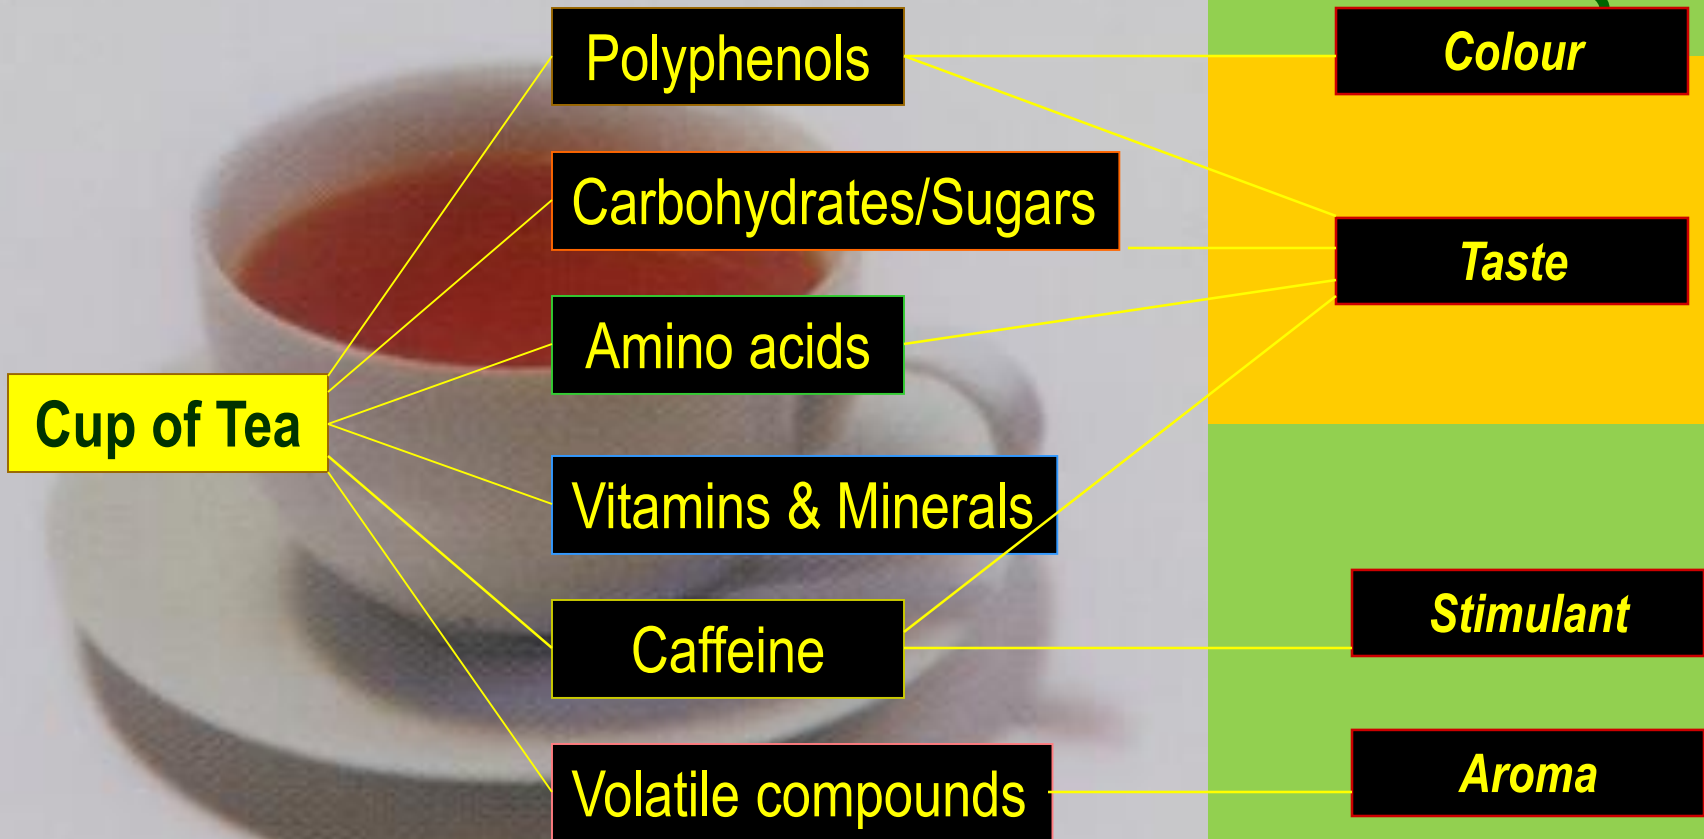 Polyphenols
Colour
Carbohydrates/Sugars
Taste
Amino acids
Cup of Tea
Vitamins & Minerals
Stimulant
Caffeine
Aroma
Volatile compounds